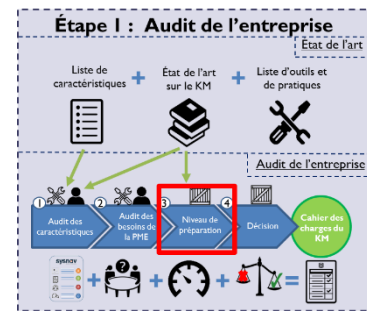 Étape 1 : Audit de l'entreprise
État de l'art
Liste de
caractéristiques
+
État de l'art
sur le KM
+
Liste d'outils et
de pratiques
Audit de l'entreprise
1
Audit des
caractéristiques
2
Audit des
besoins de
la PME
3
Niveau de
préparation
4
Décision
Cahier des
charges du
KM
sysnav
+
?
+
+
=